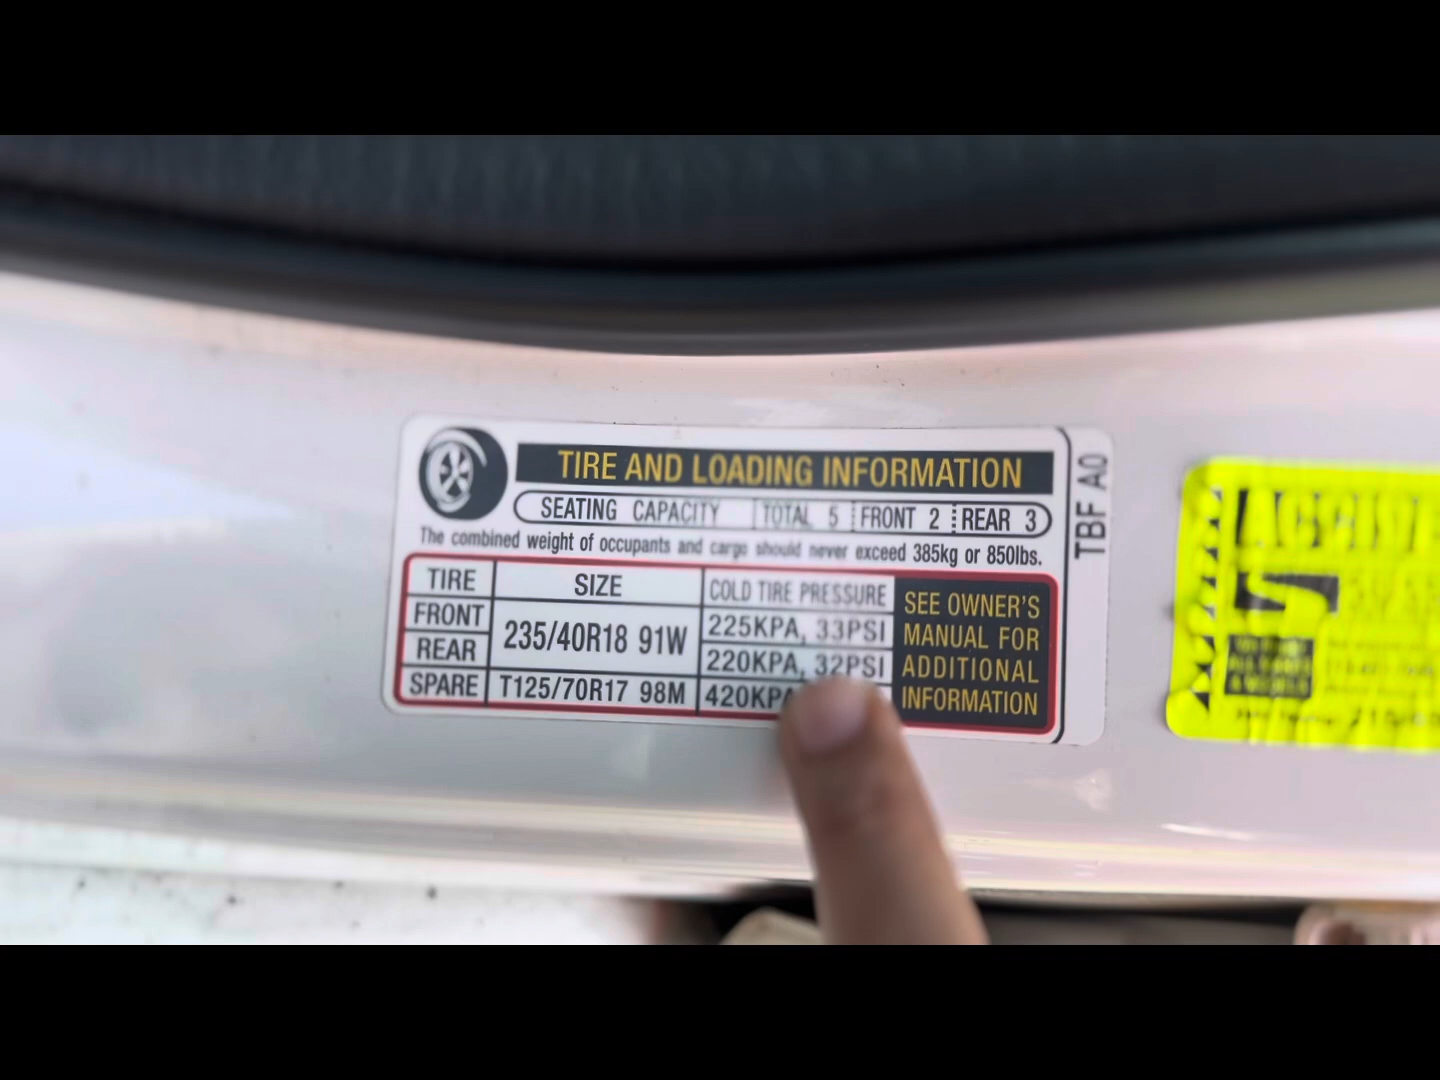 TIRE AND LOADING INFORMATION
SEATING CAPACITY TOTAL 5 FRONT 2 REAR 3
The combined weight of occupants and cargo should never exceed 385kg or 850lbs.
TIRE SIZE COLD TIRE PRESSURE
FRONT 235/40R18 91W 225KPA, 33PSI
REAR 220KPA, 32PSI
SPARE T125/70R17 98M 420KPA
SEE OWNER'S
MANUAL FOR
ADDITIONAL
INFORMATION
TBF A0